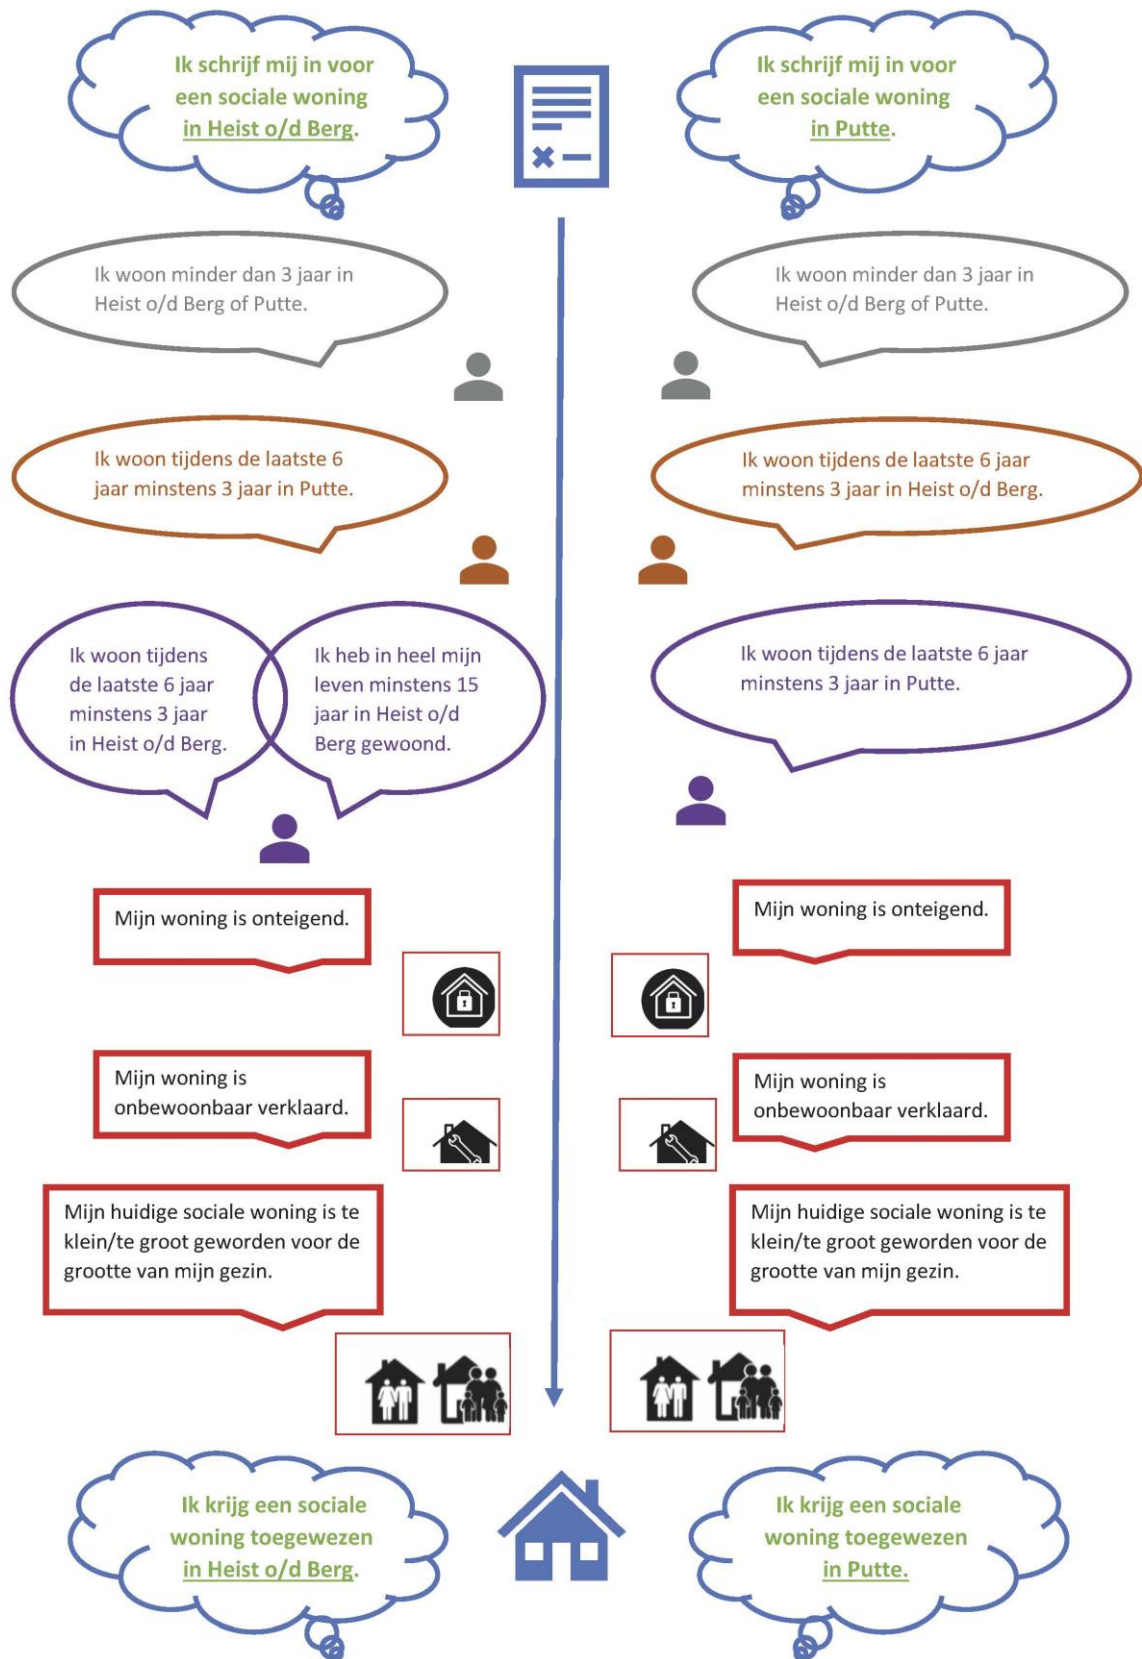 Ik schrijf mij in voor
een sociale woning
in Heist o/d Berg.
Ik schrijf mij in voor
een sociale woning
in Putte.
Ik woon minder dan 3 jaar in
Heist o/d Berg of Putte.
Ik woon minder dan 3 jaar in
Heist o/d Berg of Putte.
Ik woon tijdens de laatste 6
jaar minstens 3 jaar in Putte.
Ik woon tijdens de laatste 6 jaar
minstens 3 jaar in Heist o/d Berg.
Ik woon tijdens
de laatste 6 jaar
minstens 3 jaar
in Heist o/d Berg.
Ik heb in heel mijn
leven minstens 15
jaar in Heist o/d
Berg gewoond.
Ik woon tijdens de laatste 6 jaar
minstens 3 jaar in Putte.
Mijn woning is onteigend.
Mijn woning is onteigend.
Mijn woning is
onbewoonbaar verklaard.
Mijn woning is
onbewoonbaar verklaard.
Mijn huidige sociale woning is te
klein/te groot geworden voor de
grootte van mijn gezin.
Mijn huidige sociale woning is te
klein/te groot geworden voor de
grootte van mijn gezin.
Ik krijg een sociale
woning toegewezen
in Heist o/d Berg.
Ik krijg een sociale
woning toegewezen
in Putte.